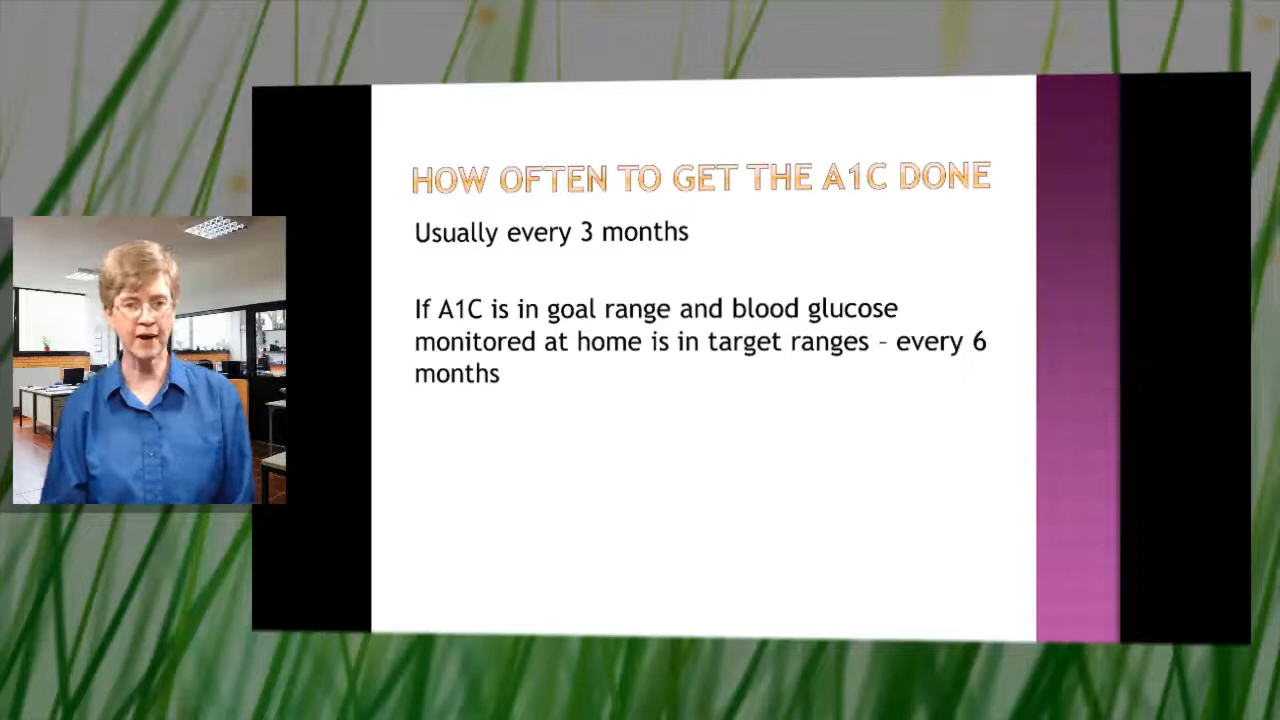 HOW OFTEN TO GET THE A1C DONE
Usually every 3 months
If A1C is in goal range and blood glucose
monitored at home is in target ranges – every 6
months